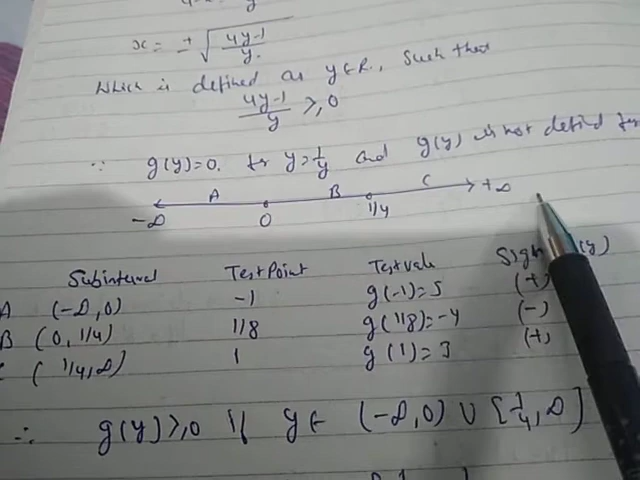 x = ± √(4y-1/y)
Which is defined as y∈R., Such that
4y-1/y ≥, 0
∵ g(y)=0. for y=1/4 and g(y) is not defind for
A B C
-∞ 0 1/4 +∞
Subinterval Test Point Test value Sign (y)
A (-∞,0) -1 g(-1)=5 (+)
B (0, 1/4) 1/8 g(1/8)=-4 (-)
(1/4,∞) 1 g(1)=3 (+)
∴ g(y)≥,0 if y∈ (-∞,0) ∪ [1/4,∞]